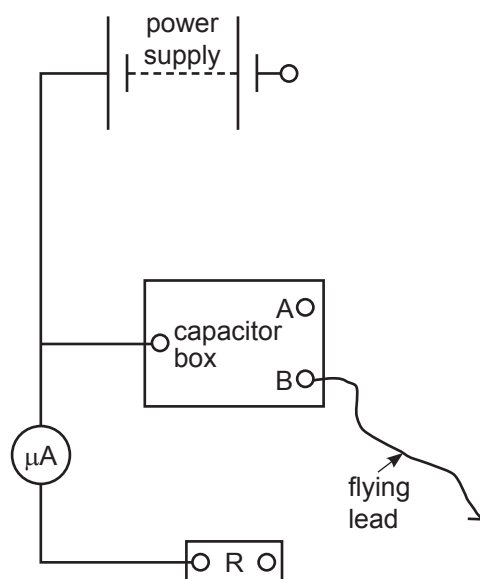 power
supply
A
capacitor
box
B
μA
flying
lead
R